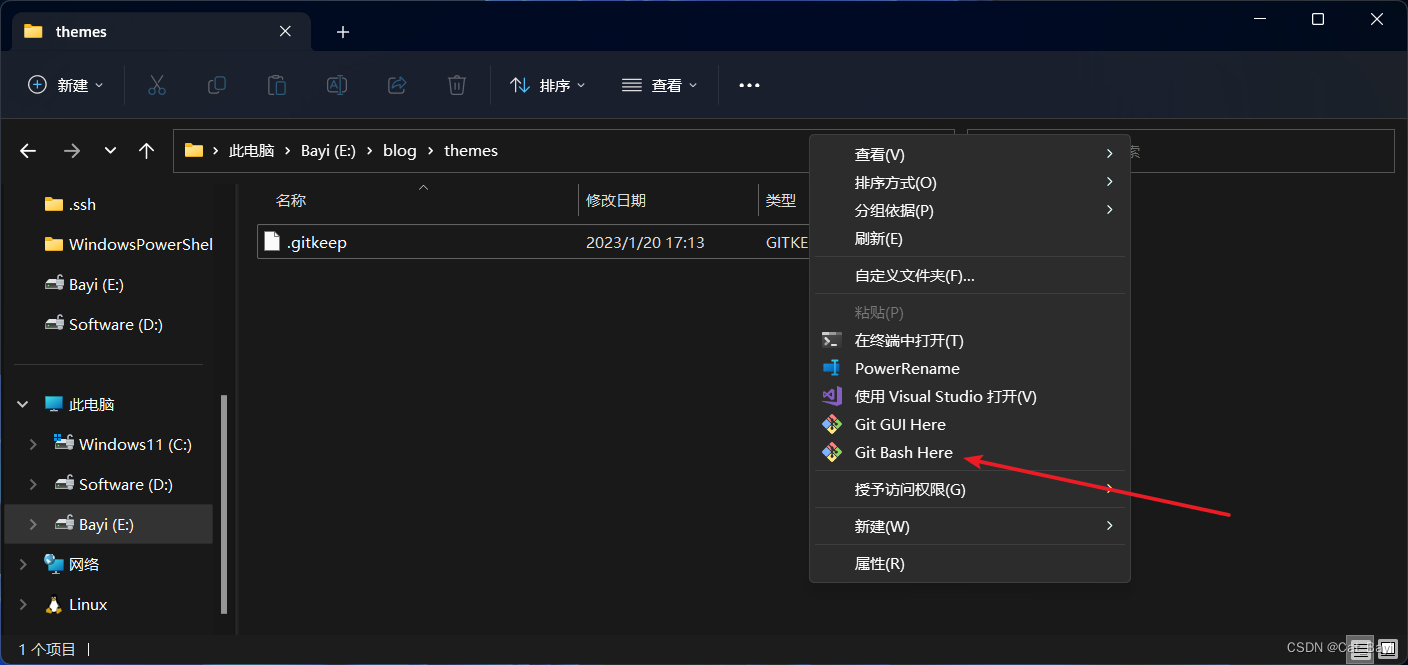 themes
新建
排序
查看
此电脑 Bayi (E:) blog themes
索
.ssh
WindowsPowerShel
Bayi (E:)
Software (D:)
此电脑
Windows11 (C:)
Software (D:)
Bayi (E:)
网络
Linux
名称 修改日期 类型
.gitkeep 2023/1/20 17:13 GITKE
查看(V)
排序方式(O)
分组依据(P)
刷新(E)
自定义文件夹(F)...
粘贴(P)
在终端中打开(T)
PowerRename
使用 Visual Studio 打开(V)
Git GUI Here
Git Bash Here
授予访问权限(G)
新建(W)
属性(R)
1 个项目
CSDN